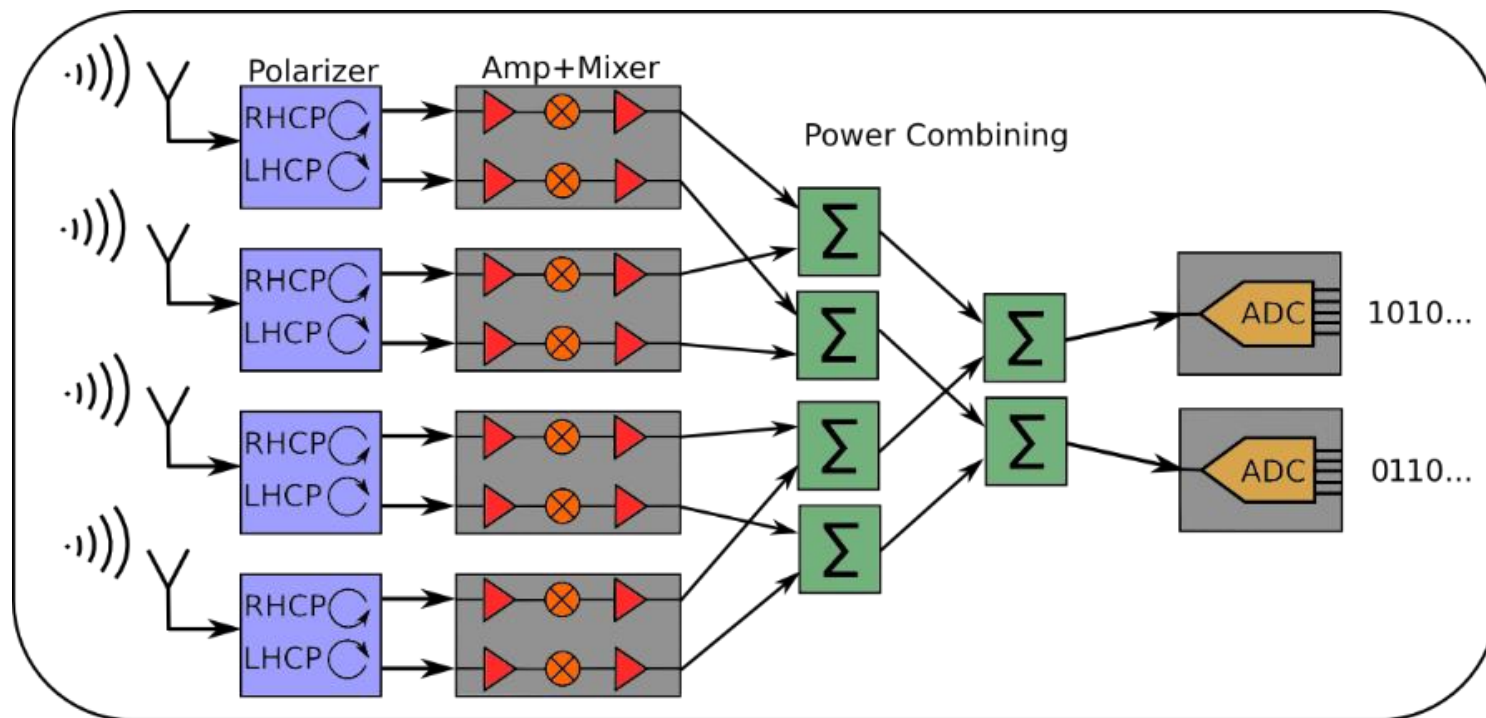 Polarizer
Amp+Mixer
RHCP
LHCP
Power Combining
Σ
RHCP
LHCP
Σ
Σ
ADC
1010...
RHCP
LHCP
Σ
Σ
ADC
0110...
Σ
RHCP
LHCP